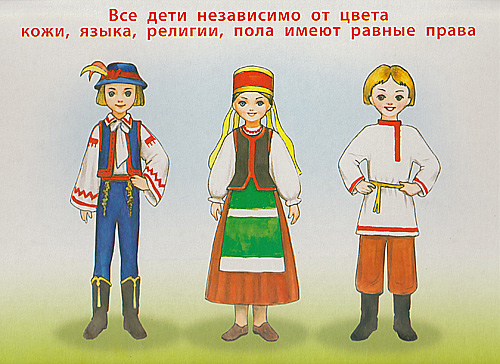 Все дети независимо от цвета
кожи, языка, религии, пола имеют равные права